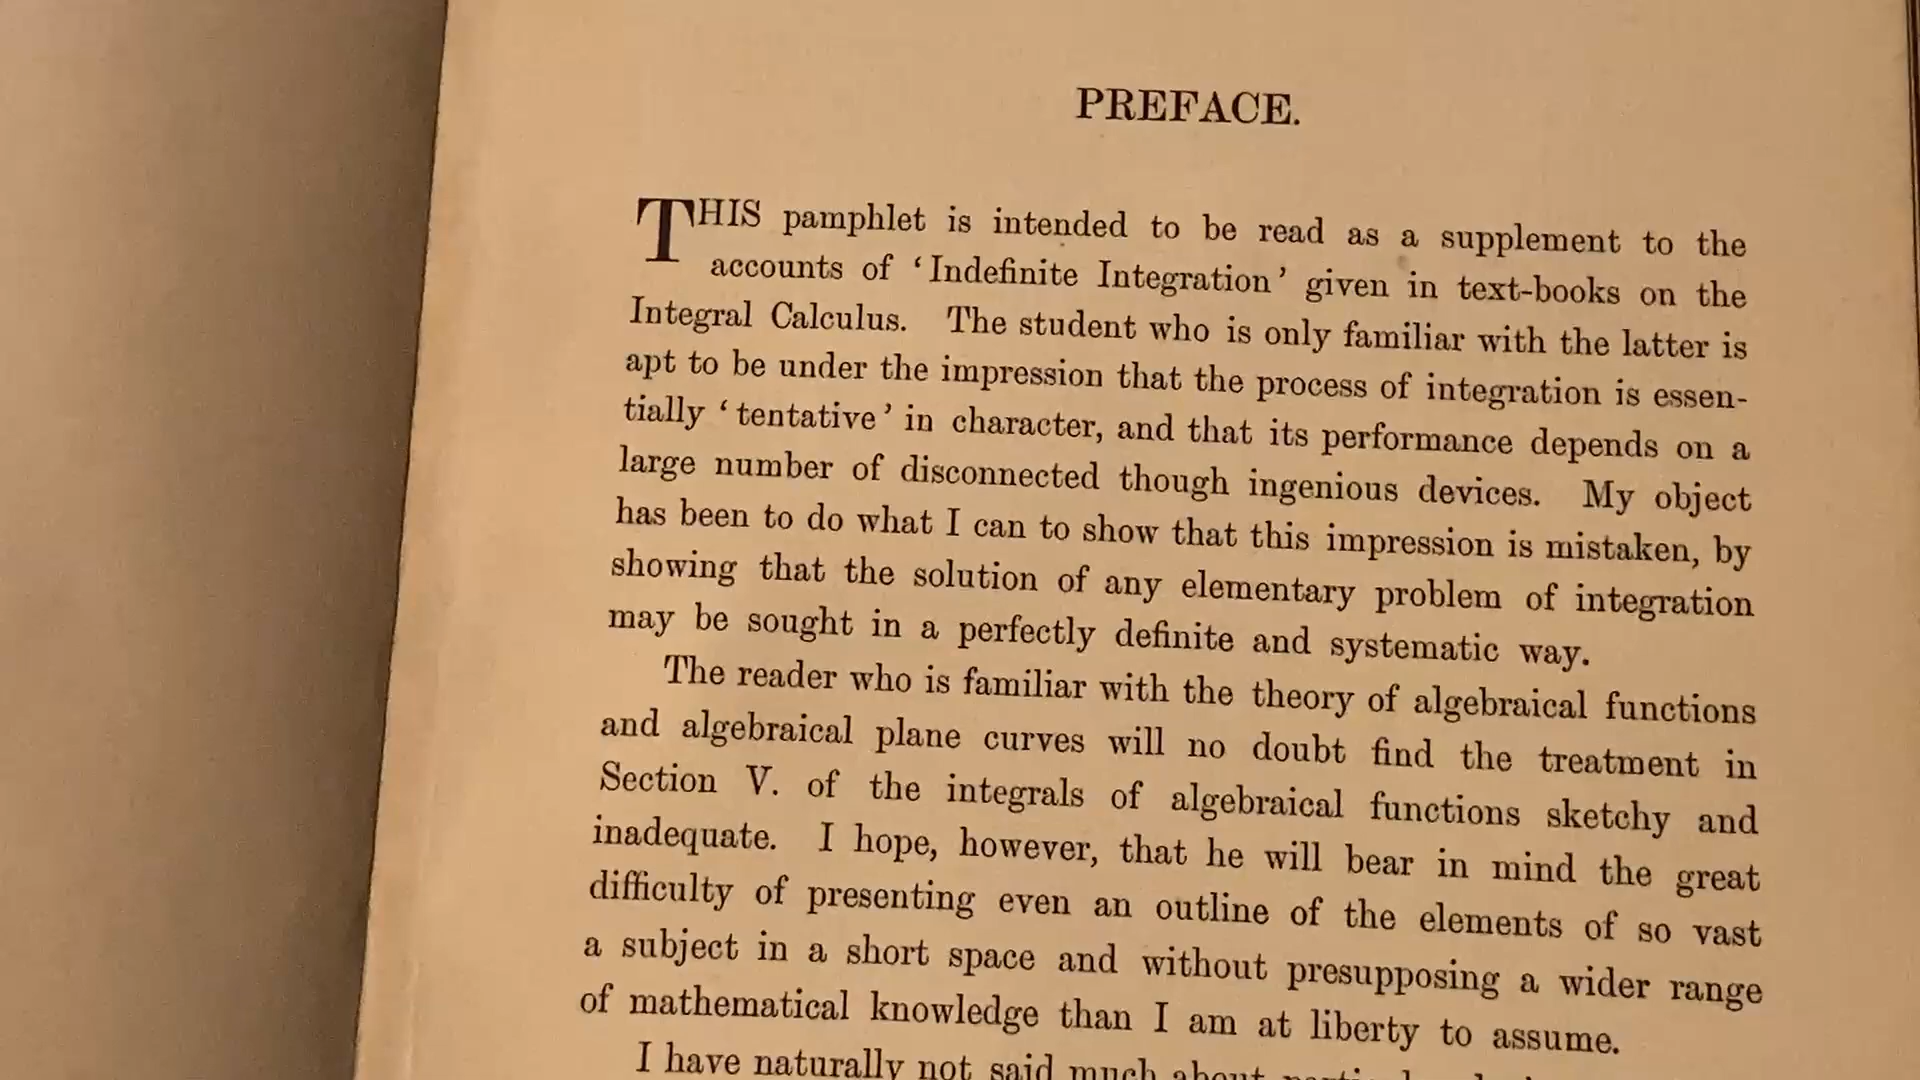 PREFACE.
THIS pamphlet is intended to be read as a supplement to the
accounts of ‘Indefinite Integration’ given in text-books on the
Integral Calculus. The student who is only familiar with the latter is
apt to be under the impression that the process of integration is essen-
tially ‘tentative’ in character, and that its performance depends on a
large number of disconnected though ingenious devices. My object
has been to do what I can to show that this impression is mistaken, by
showing that the solution of any elementary problem of integration
may be sought in a perfectly definite and systematic way.
The reader who is familiar with the theory of algebraical functions
and algebraical plane curves will no doubt find the treatment in
Section V. of the integrals of algebraical functions sketchy and
inadequate. I hope, however, that he will bear in mind the great
difficulty of presenting even an outline of the elements of so vast
a subject in a short space and without presupposing a wider range
of mathematical knowledge than I am at liberty to assume.
I have naturally not said much about